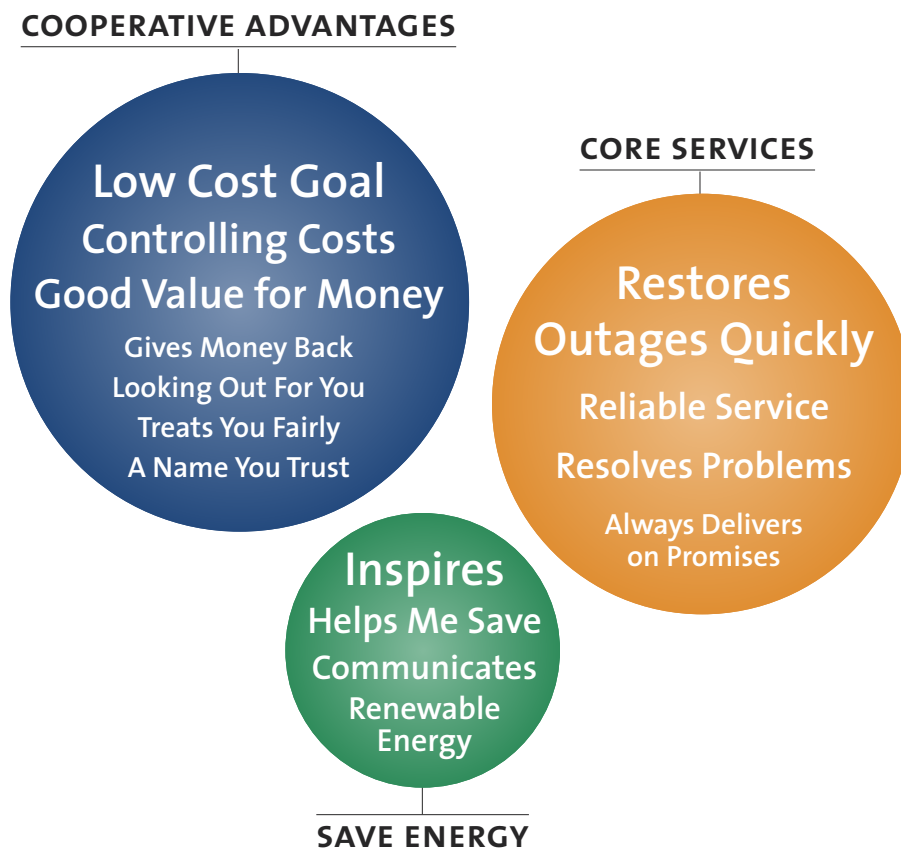 COOPERATIVE ADVANTAGES
Low Cost Goal
Controlling Costs
Good Value for Money
Gives Money Back
Looking Out For You
Treats You Fairly
A Name You Trust
CORE SERVICES
Restores
Outages Quickly
Reliable Service
Resolves Problems
Always Delivers
on Promises
Inspires
Helps Me Save
Communicates
Renewable
Energy
SAVE ENERGY